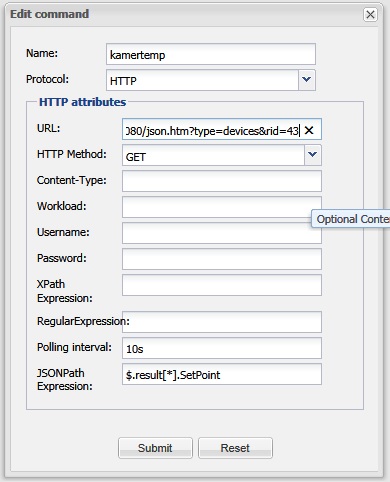 Edit command
Name: kamertemp
Protocol: HTTP
HTTP attributes
URL: 080/json.htm?type=devices&rid=43
HTTP Method: GET
Content-Type:
Workload:
Optional Conte
Username:
Password:
XPath
Expression:
RegularExpression:
Polling interval: 10s
JSONPath
Expression: $.result[*].SetPoint
Submit Reset